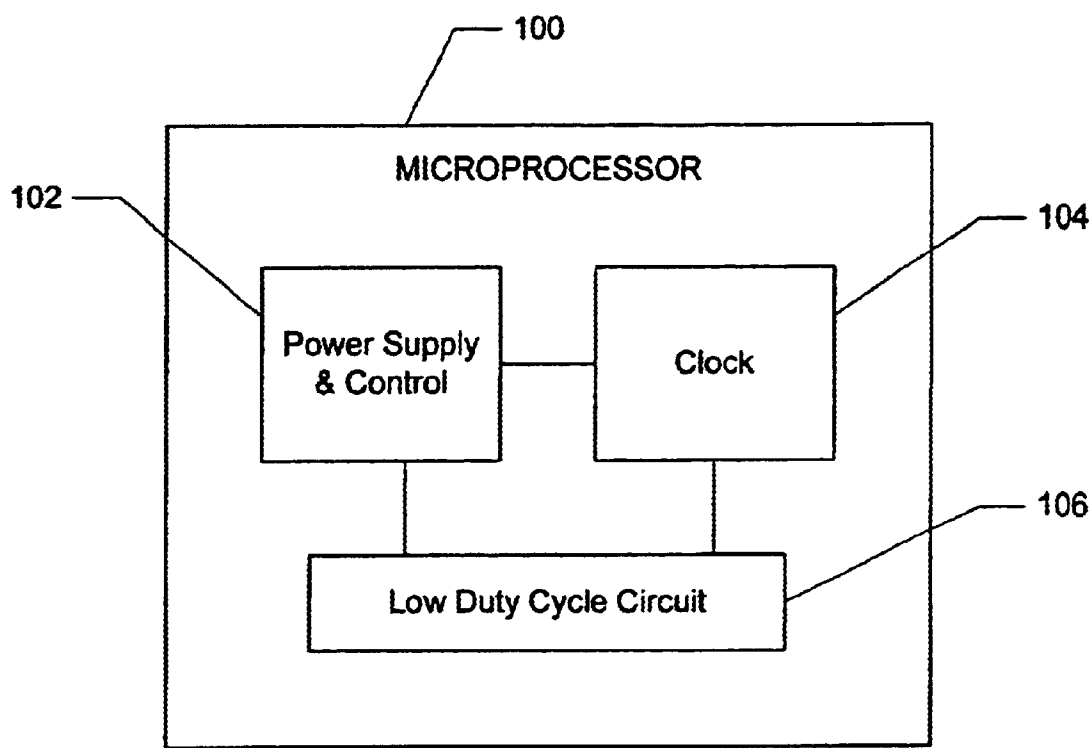 100
MICROPROCESSOR
102
104
Power Supply
& Control
Clock
106
Low Duty Cycle Circuit